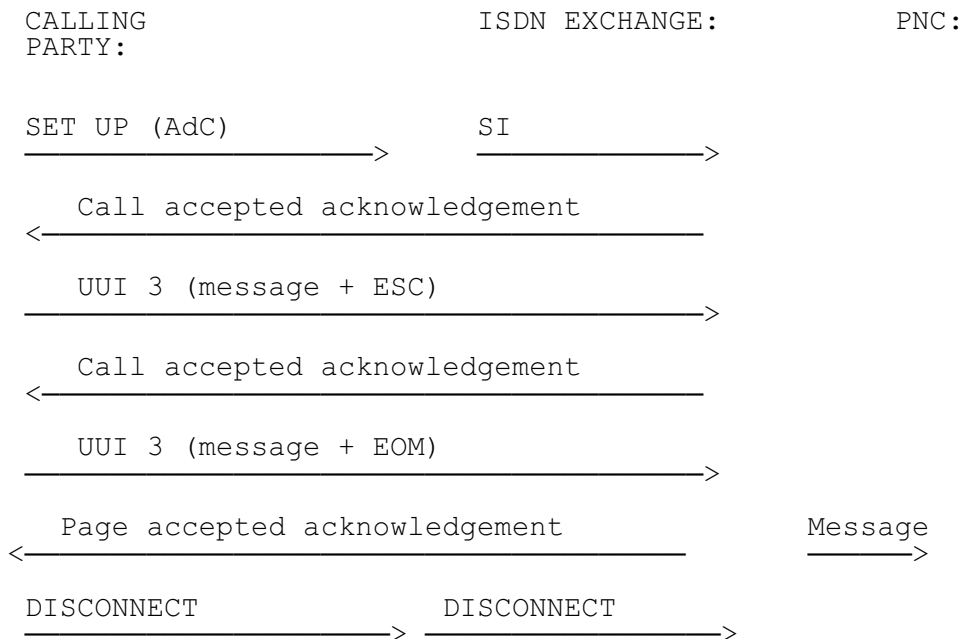 CALLING ISDN EXCHANGE: PNC:
PARTY:
SET UP (AdC) SI
Call accepted acknowledgement
UUI 3 (message + ESC)
Call accepted acknowledgement
UUI 3 (message + EOM)
Page accepted acknowledgement Message
DISCONNECT DISCONNECT